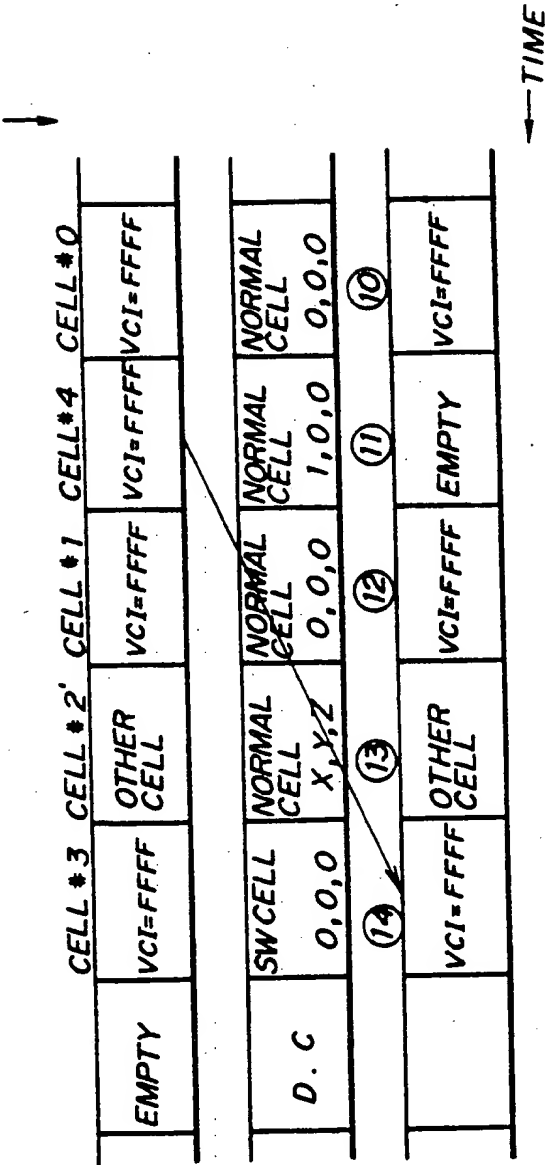 CELL#3 CELL#2' CELL#1 CELL#4 CELL#0
EMPTY VCI=FFFF OTHER CELL VCI=FFFF VCI=FFFF VCI=FFFF
D.C SW CELL NORMAL CELL NORMAL CELL NORMAL CELL NORMAL CELL
0,0,0 X,Y,Z 0,0,0 1,0,0 0,0,0
14 13 12 11 10
VCI=FFFF OTHER CELL VCI=FFFF EMPTY VCI=FFFF
TIME